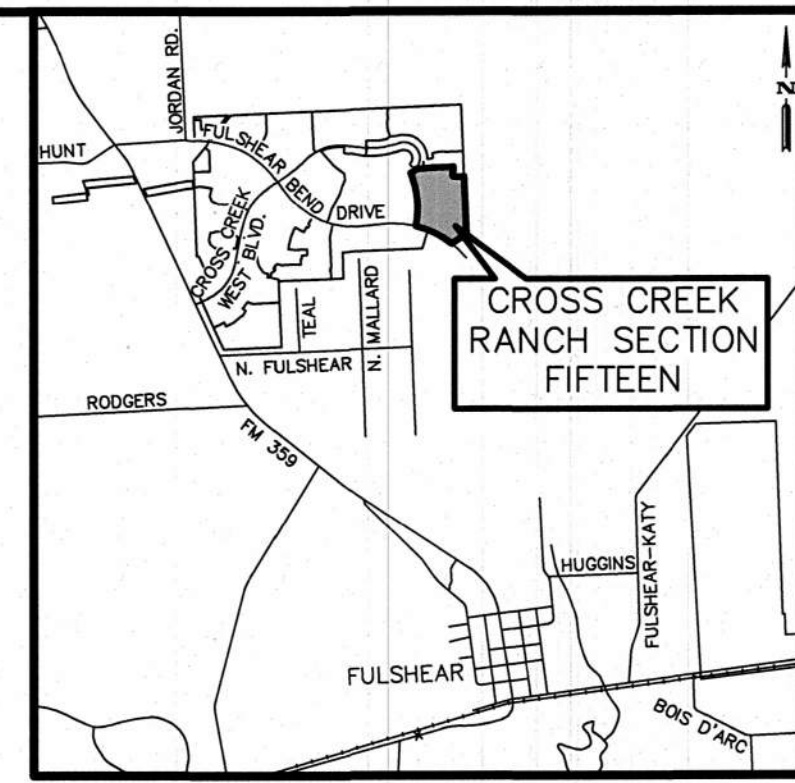 JORDAN RD.
N
HUNT
FULSHEAR BEND DRIVE
CROSS CREEK
WEST BLVD.
CROSS CREEK
RANCH SECTION
FIFTEEN
TEAL
N. MALLARD
N. FULSHEAR
RODGERS
FM 359
HUGGINS
FULSHEAR-KATY
FULSHEAR
BOIS D'ARC